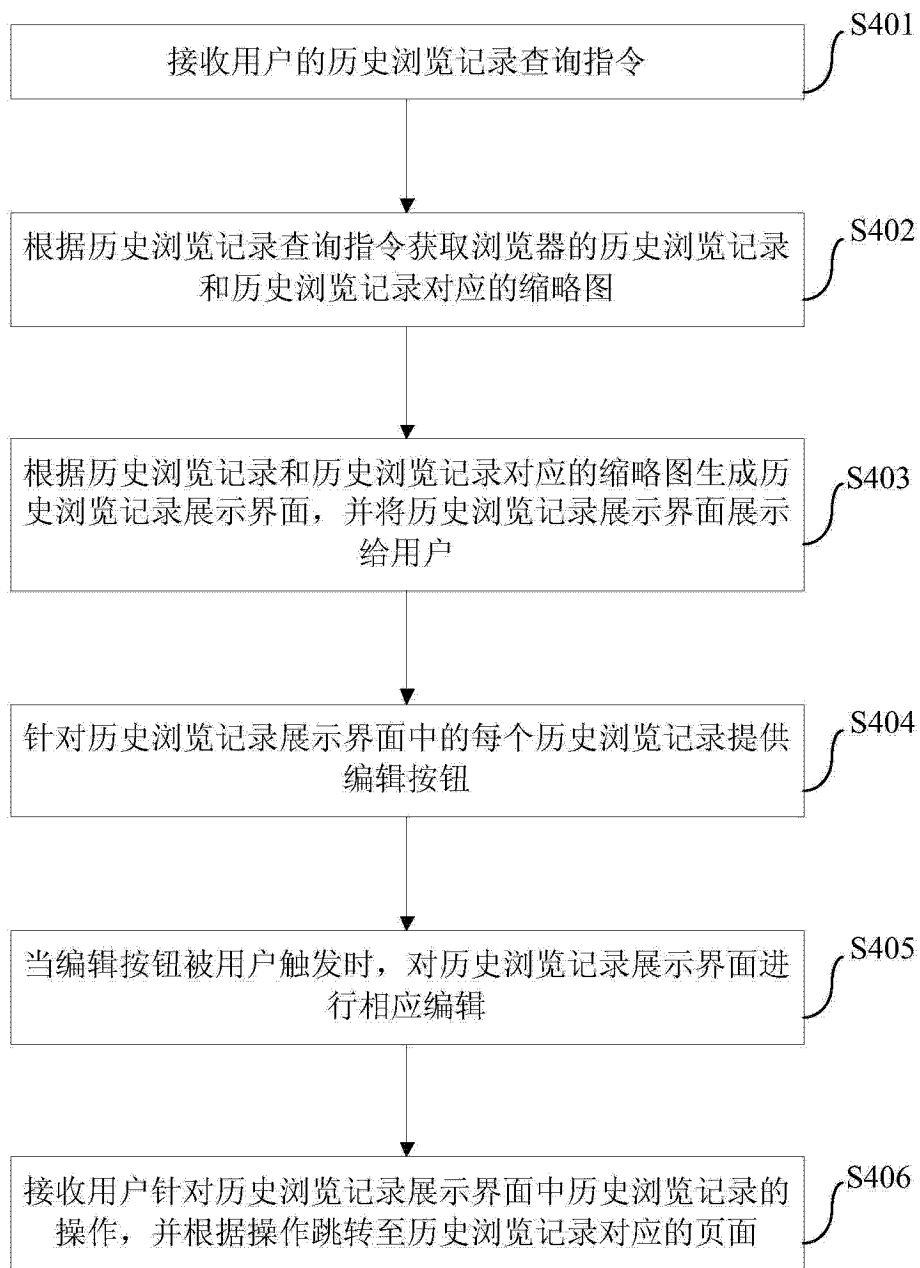 S401
接收用户的历史浏览记录查询指令
S402
根据历史浏览记录查询指令获取浏览器的历史浏览记录
和历史浏览记录对应的缩略图
S403
根据历史浏览记录和历史浏览记录对应的缩略图生成历
史浏览记录展示界面，并将历史浏览记录展示界面展示
给用户
S404
针对历史浏览记录展示界面中的每个历史浏览记录提供
编辑按钮
S405
当编辑按钮被用户触发时，对历史浏览记录展示界面进
行相应编辑
S406
接收用户针对历史浏览记录展示界面中历史浏览记录的
操作，并根据操作跳转至历史浏览记录对应的页面